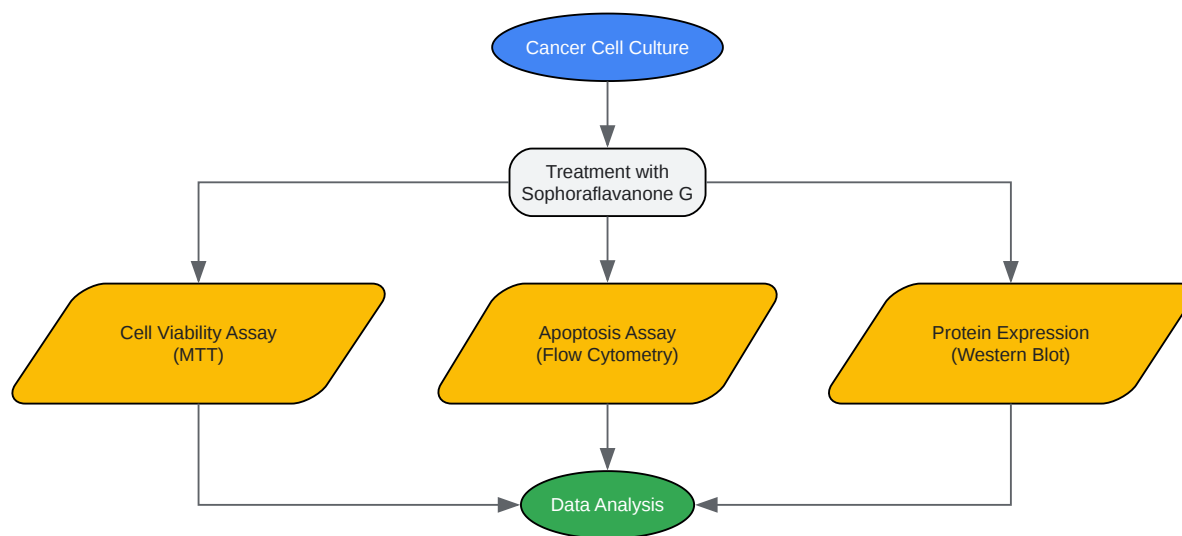 Cancer Cell Culture
Treatment with
Sophoraflavanone G
Cell Viability Assay
(MTT)
Apoptosis Assay
(Flow Cytometry)
Protein Expression
(Western Blot)
Data Analysis